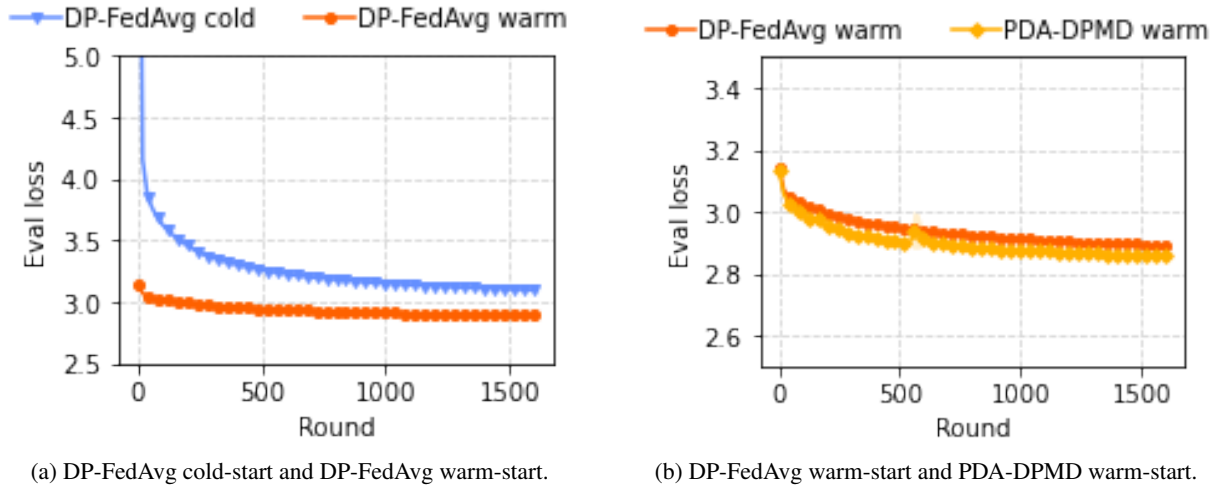 DP-FedAvg cold DP-FedAvg warm
5.0
4.5
4.0
3.5
3.0
2.5
Eval loss
0 500 1000 1500
Round
(a) DP-FedAvg cold-start and DP-FedAvg warm-start.
DP-FedAvg warm PDA-DPMD warm
3.4
3.2
3.0
2.8
2.6
Eval loss
0 500 1000 1500
Round
(b) DP-FedAvg warm-start and PDA-DPMD warm-start.